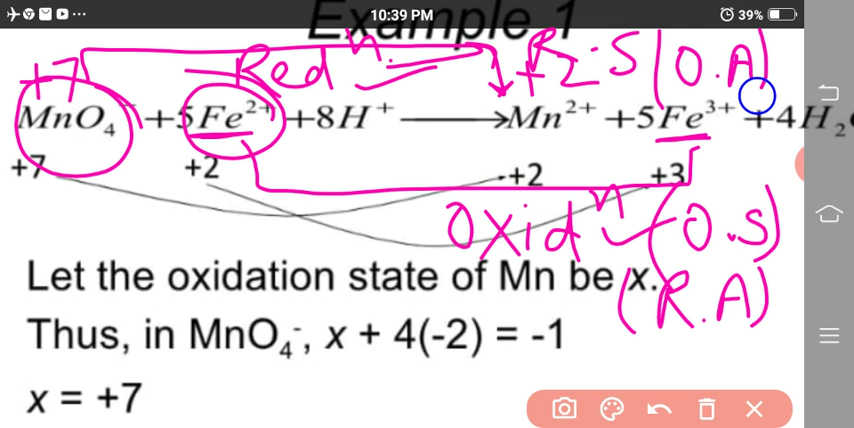 10:39 PM
39%
Example 1
+7 Redn +2 R.S/O.A)
MnO₄⁻ +5Fe²⁺ +8H⁺ ⟶Mn²⁺ +5Fe³⁺ +4H₂
+7 +2 +2 +3
Oxidn (O.S)
Let the oxidation state of Mn be x.
(R.A)
Thus, in MnO₄⁻, x + 4(-2) = -1
x = +7